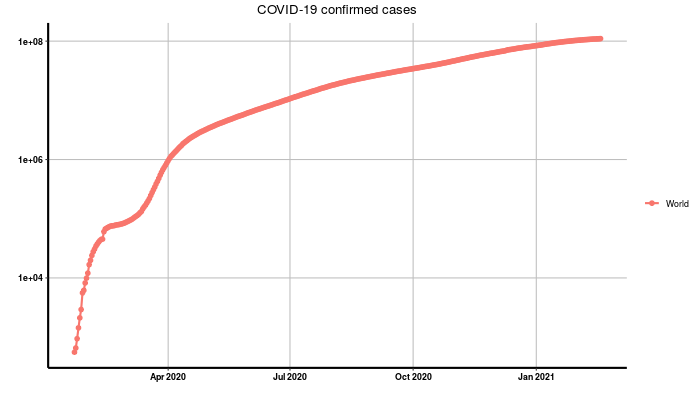 COVID-19 confirmed cases
1e+08
1e+06
1e+04
Apr 2020
Jul 2020
Oct 2020
Jan 2021
World